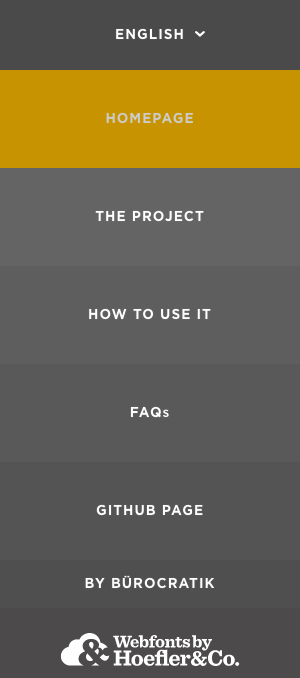 ENGLISH
HOMEPAGE
THE PROJECT
HOW TO USE IT
FAQs
GITHUB PAGE
BY BÜROCRATIK
& Webfonts by
Hoefler&Co.